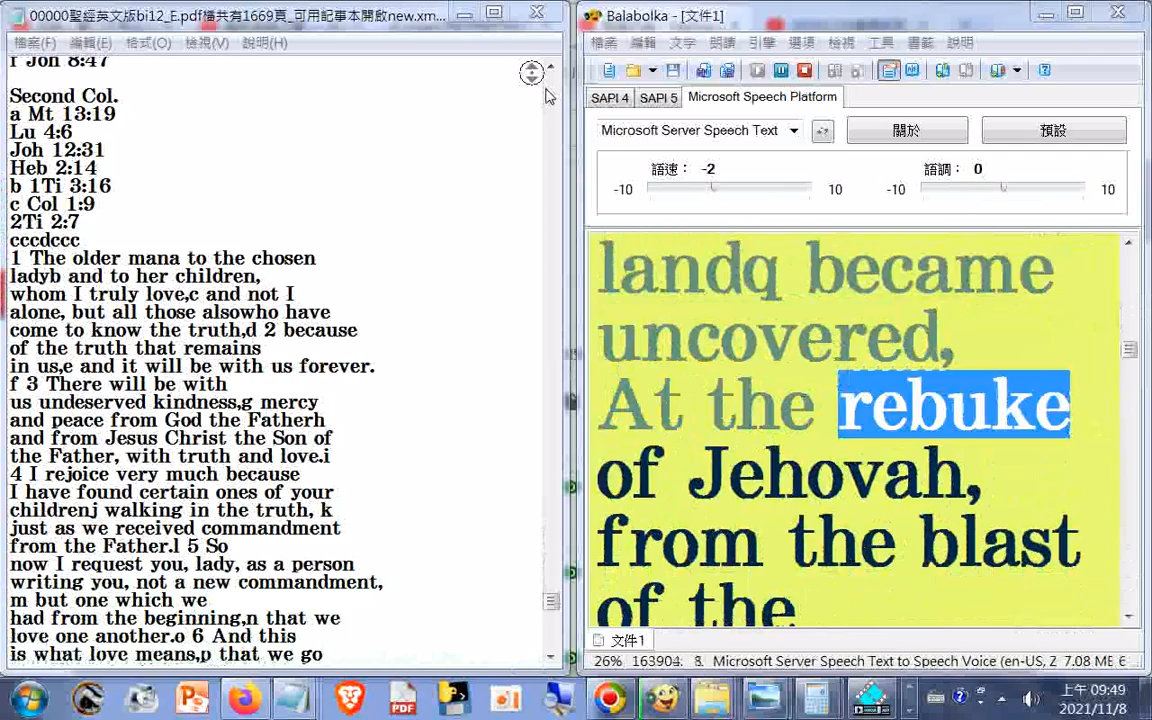 00000聖經英文版bi12_E.pdf檔共有1669頁_可用記事本開啟new.xm...
檔案(F) 編輯(E) 格式(O) 檢視(V) 說明(H)
r Joh 8:47
Second Col.
a Mt 13:19
Lu 4:6
Joh 12:31
Heb 2:14
b 1Ti 3:16
c Col 1:9
2Ti 2:7
cccdccc
1 The older mana to the chosen
ladyb and to her children,
whom I truly love,c and not I
alone, but all those alsowho have
come to know the truth,d 2 because
of the truth that remains
in us,e and it will be with us forever.
f 3 There will be with
us undeserved kindness,g mercy
and peace from God the Fatherh
and from Jesus Christ the Son of
the Father, with truth and love.i
4 I rejoice very much because
I have found certain ones of your
childrenj walking in the truth, k
just as we received commandment
from the Father.l 5 So
now I request you, lady, as a person
writing you, not a new commandment,
m but one which we
had from the beginning,n that we
love one another.o 6 And this
is what love means,p that we go
Balabolka - [文件1]
檔案 編輯 文字 朗讀 引擎 選項 檢視 工具 書籤 說明
SAPI 4 SAPI 5 Microsoft Speech Platform
Microsoft Server Speech Text 關於 預設
語速： -2 語調： 0
-10 10 -10 10
landq became
uncovered,
At the rebuke
of Jehovah,
from the blast
of the
文件1
26% 163904. 8. Microsoft Server Speech Text to Speech Voice (en-US, Z 7.08 MB 6
PDF
上午 09:49
2021/11/8